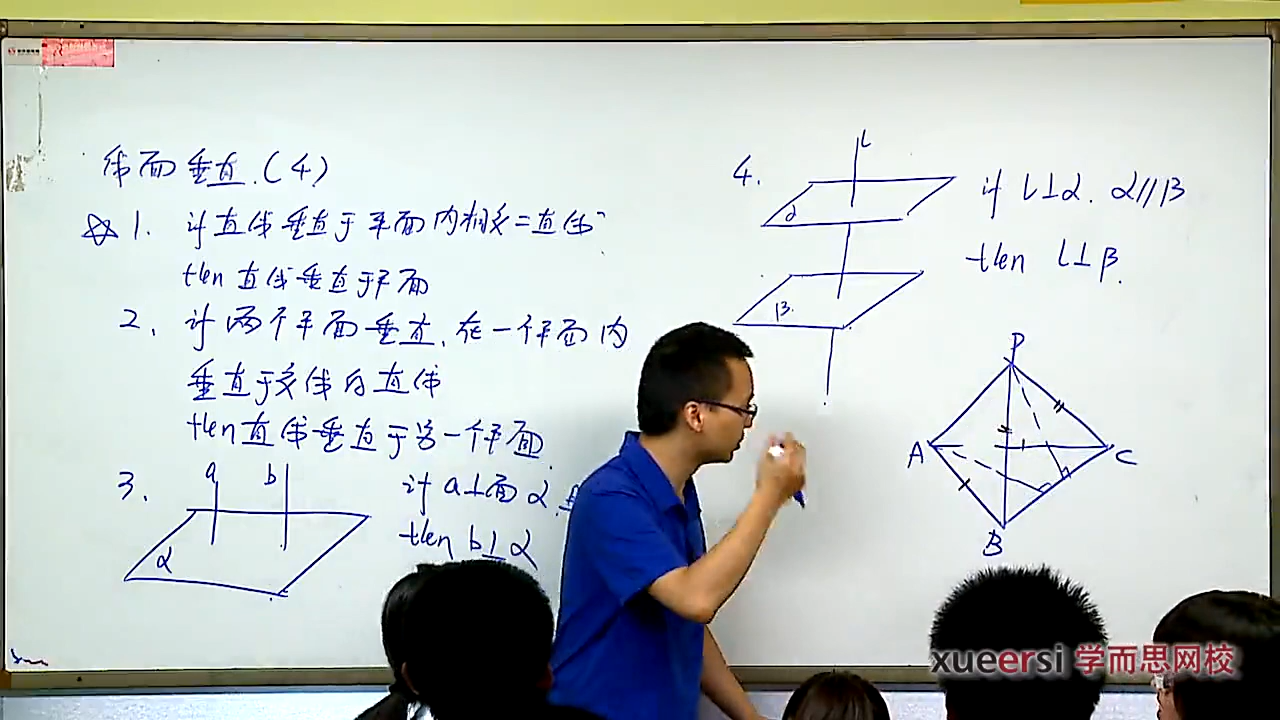 线面垂直.(4)
☆ 1. if 直线垂直于平面内相交二直线
then 直线垂直于平面
2. if 两个平面垂直.在一个平面内
垂直于交线的直线
then 直线垂直于另一个平面.
3.
a b
α
if a⊥面α.
then b⊥α
4.
l
α
β.
if l⊥α. α//β
then l⊥β.
P
A
C
B
xueersi 学而思网校